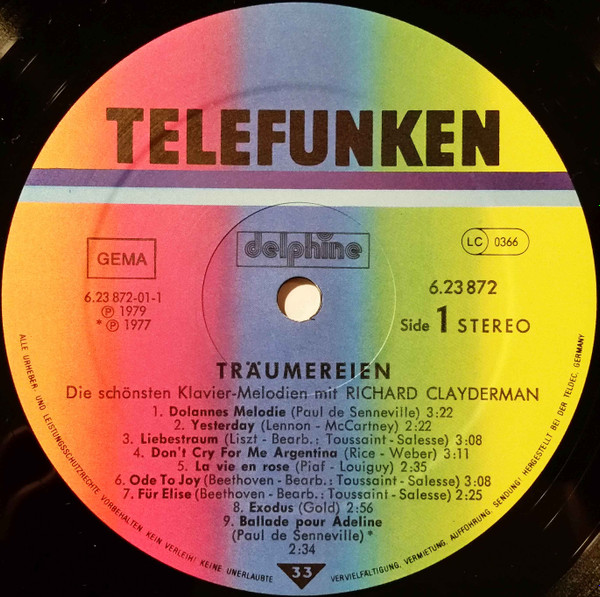 TELEFUNKEN
delphine
GEMA
LC 0366
6.23 872-01-1
℗ 1979
* ℗ 1977
6.23 872
Side 1 STEREO
TRÄUMEREIEN
Die schönsten Klavier-Melodien mit RICHARD CLAYDERMAN
1. Dolannes Melodie (Paul de Senneville) 3:22
2. Yesterday (Lennon - McCartney) 2:22
3. Liebestraum (Liszt - Bearb.: Toussaint - Salesse) 3:08
4. Don't Cry For Me Argentina (Rice - Weber) 3:11
5. La vie en rose (Piaf - Louiguy) 2:35
6. Ode To Joy (Beethoven - Bearb.: Toussaint - Salesse) 3:08
7. Für Elise (Beethoven - Bearb.: Toussaint - Salesse) 2:25
8. Exodus (Gold) 2:56
9. Ballade pour Adeline
(Paul de Senneville) *
2:34
33
ALLE URHEBER- UND LEISTUNGSSCHUTZRECHTE VORBEHALTEN. KEIN VERLEIH! KEINE UNERLAUBTE VERVIELFÄLTIGUNG, VERMIETUNG, AUFFÜHRUNG, SENDUNG! HERGESTELLT BEI DER TELDEC, GERMANY